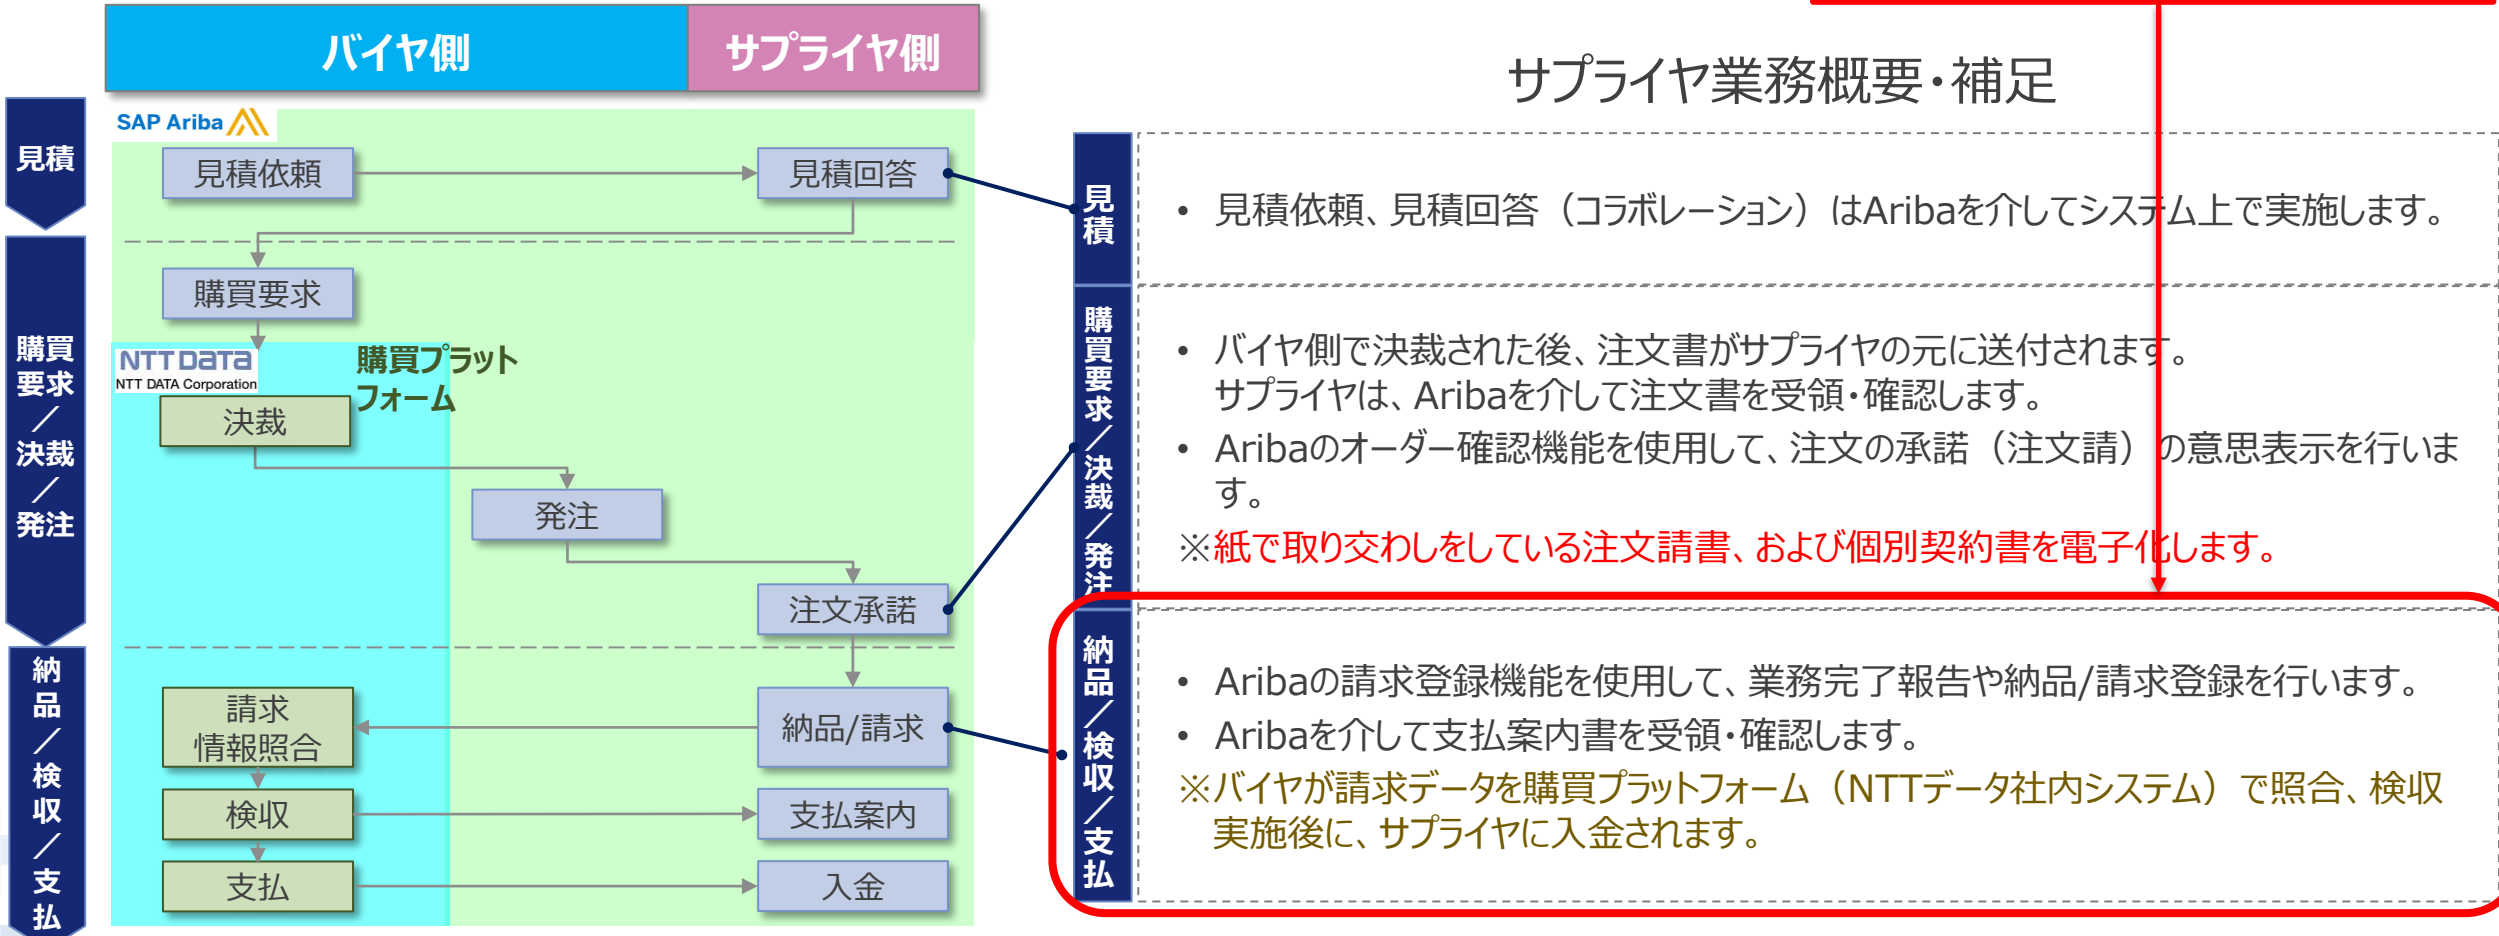 バイヤ側
サプライヤ側
サプライヤ業務概要・補足
SAP Ariba
見積
見積依頼
見積回答
購買要求
購買
要求
／
決裁
／
発注
NTT DATA
NTT DATA Corporation
購買プラット
フォーム
決裁
発注
注文承諾
納
品
／
検
収
／
支
払
請求
情報照合
納品/請求
検収
支払案内
支払
入金
見積
• 見積依頼、見積回答（コラボレーション）はAribaを介してシステム上で実施します。
購買要求／決裁／発注
• バイヤ側で決裁された後、注文書がサプライヤの元に送付されます。
サプライヤは、Aribaを介して注文書を受領・確認します。
• Aribaのオーダー確認機能を使用して、注文の承諾（注文請）の意思表示を行いま
す。
※紙で取り交わしをしている注文請書、および個別契約書を電子化します。
納品／検収／支払
• Aribaの請求登録機能を使用して、業務完了報告や納品/請求登録を行います。
• Aribaを介して支払案内書を受領・確認します。
※バイヤが請求データを購買プラットフォーム（NTTデータ社内システム）で照合、検収
実施後に、サプライヤに入金されます。